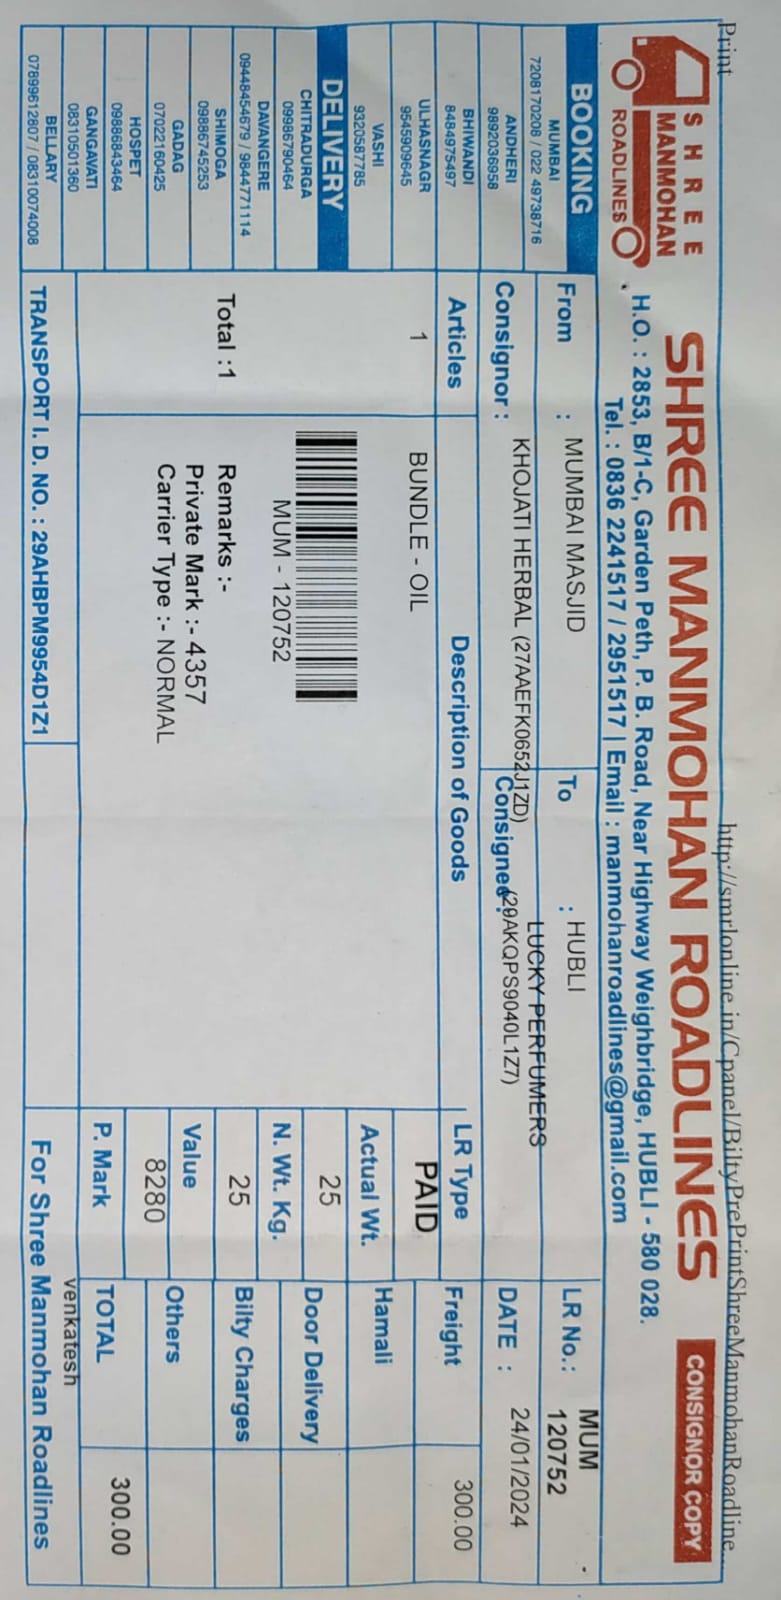 Print
http://smrlonline.in/Cpanel/BiltyPrePrintShreeManmohanRoadline...
SHREE
MANMOHAN
ROADLINES
SHREE MANMOHAN ROADLINES
CONSIGNOR COPY
H.O. : 2853, B/1-C, Garden Peth, P. B. Road, Near Highway Weighbridge, HUBLI - 580 028.
Tel. : 0836 2241517 / 2951517 | Email : manmohanroadlines@gmail.com
BOOKING
MUMBAI
7208170208 / 022 49738716
ANDHERI
9892036958
BHIWANDI
8484975497
ULHASNAGR
9545909645
VASHI
9320587785
DELIVERY
CHITRADURGA
09986790464
DAVANGERE
09448454679 / 9844771114
SHIMOGA
09886745253
GADAG
07022160425
HOSPET
09886843464
GANGAVATI
08310501360
BELLARY
07899612807 / 08310074008
From : MUMBAI MASJID
To : HUBLI
LR No.: MUM
120752
Consignor : KHOJATI HERBAL (27AAEFK0652J1ZD)
Consignee : LUCKY PERFUMERS
(29AKQPS9040L1Z7)
DATE : 24/01/2024
Articles
Description of Goods
LR Type
Freight
300.00
1
BUNDLE - OIL
PAID
Actual Wt.
Hamali
25
Door Delivery
MUM - 120752
N. Wt. Kg.
25
Bilty Charges
Total :1
Remarks :-
Private Mark :- 4357
Carrier Type :- NORMAL
Value
8280
Others
P. Mark
TOTAL
300.00
venkatesh
TRANSPORT I. D. NO. : 29AHBPM9954D1Z1
For Shree Manmohan Roadlines